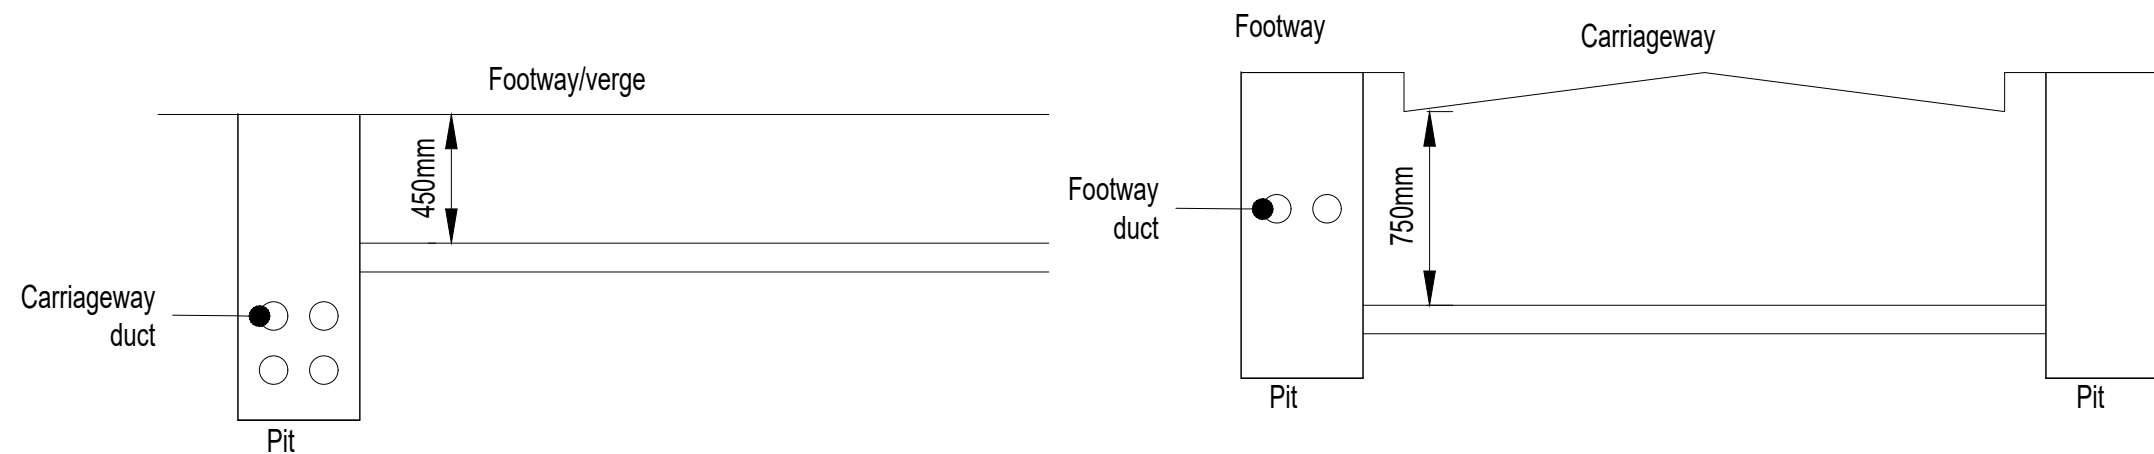 Footway/verge
450mm
Carriageway
duct
Pit
Footway
Carriageway
Footway
duct
750mm
Pit
Pit